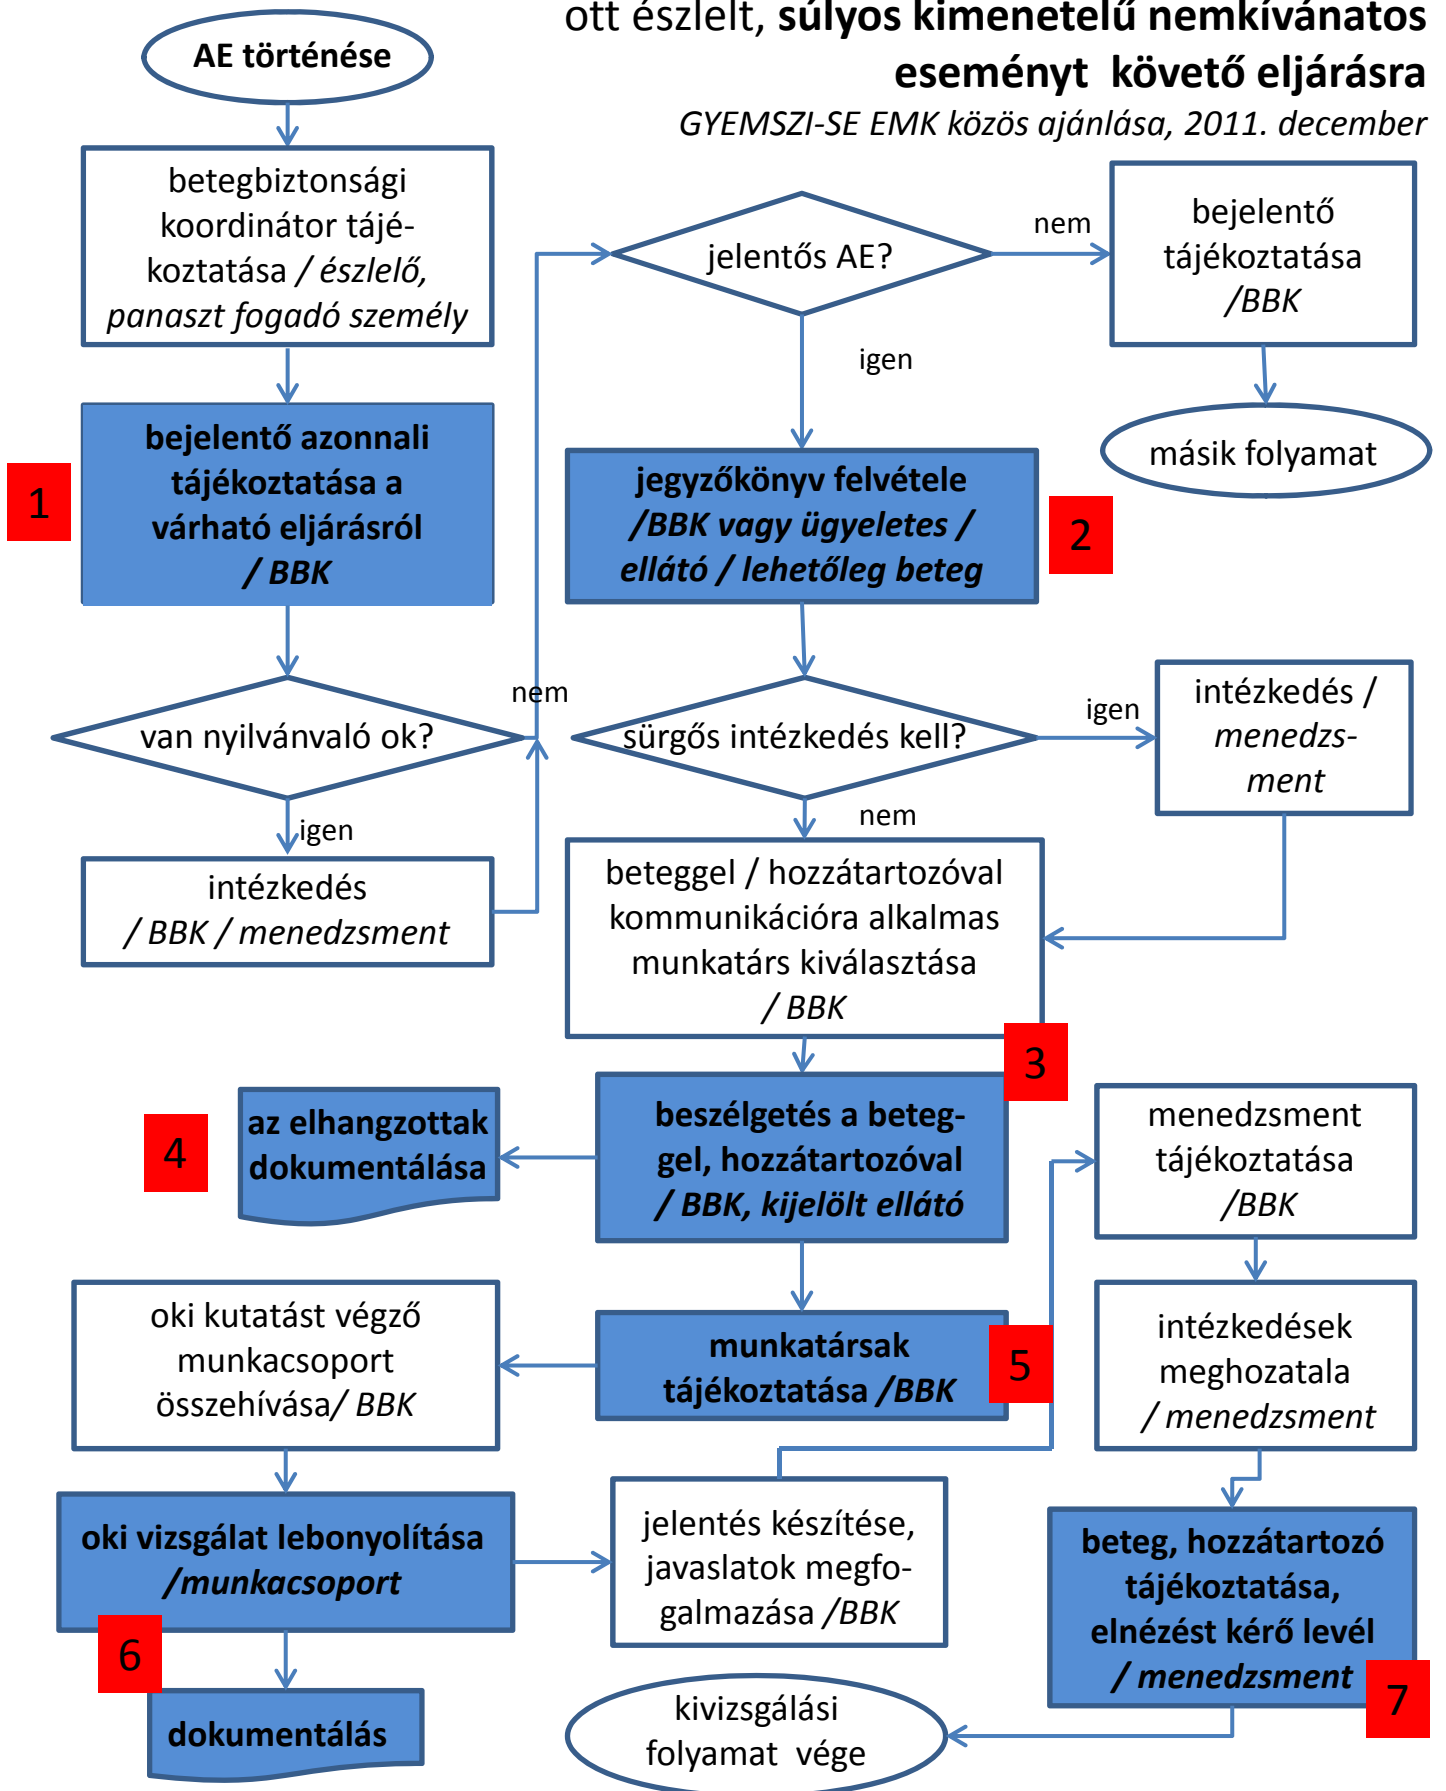 ott észlelt, súlyos kimenetelű nemkívánatos
eseményt követő eljárásra
GYEMSZI-SE EMK közös ajánlása, 2011. december
AE történése
betegbiztonsági
koordinátor tájé-
koztatása / észlelő,
panaszt fogadó személy
1
bejelentő azonnali
tájékoztatása a
várható eljárásról
/ BBK
van nyilvánvaló ok?
nem
igen
intézkedés
/ BBK / menedzsment
jelentős AE?
nem
bejelentő
tájékoztatása
/BBK
másik folyamat
igen
jegyzőkönyv felvétele
/BBK vagy ügyeletes /
ellátó / lehetőleg beteg
2
sürgős intézkedés kell?
igen
intézkedés /
menedzs-
ment
nem
beteggel / hozzátartozóval
kommunikációra alkalmas
munkatárs kiválasztása
/ BBK
3
beszélgetés a beteg-
gel, hozzátartozóval
/ BBK, kijelölt ellátó
4
az elhangzottak
dokumentálása
munkatársak
tájékoztatása /BBK
5
oki kutatást végző
munkacsoport
összehívása/ BBK
oki vizsgálat lebonyolítása
/munkacsoport
6
dokumentálás
jelentés készítése,
javaslatok megfo-
galmazása /BBK
menedzsment
tájékoztatása
/BBK
intézkedések
meghozatala
/ menedzsment
beteg, hozzátartozó
tájékoztatása,
elnézést kérő levél
/ menedzsment
7
kivizsgálási
folyamat vége